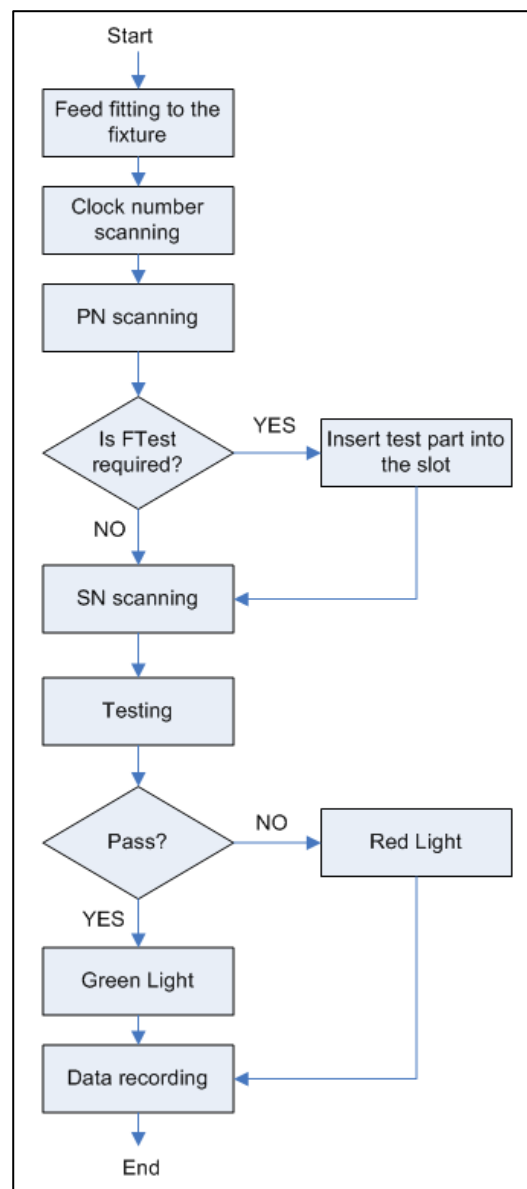 Start
Feed fitting to the
fixture
Clock number
scanning
PN scanning
Is FTest
required?
YES
Insert test part into
the slot
NO
SN scanning
Testing
Pass?
NO
Red Light
YES
Green Light
Data recording
End